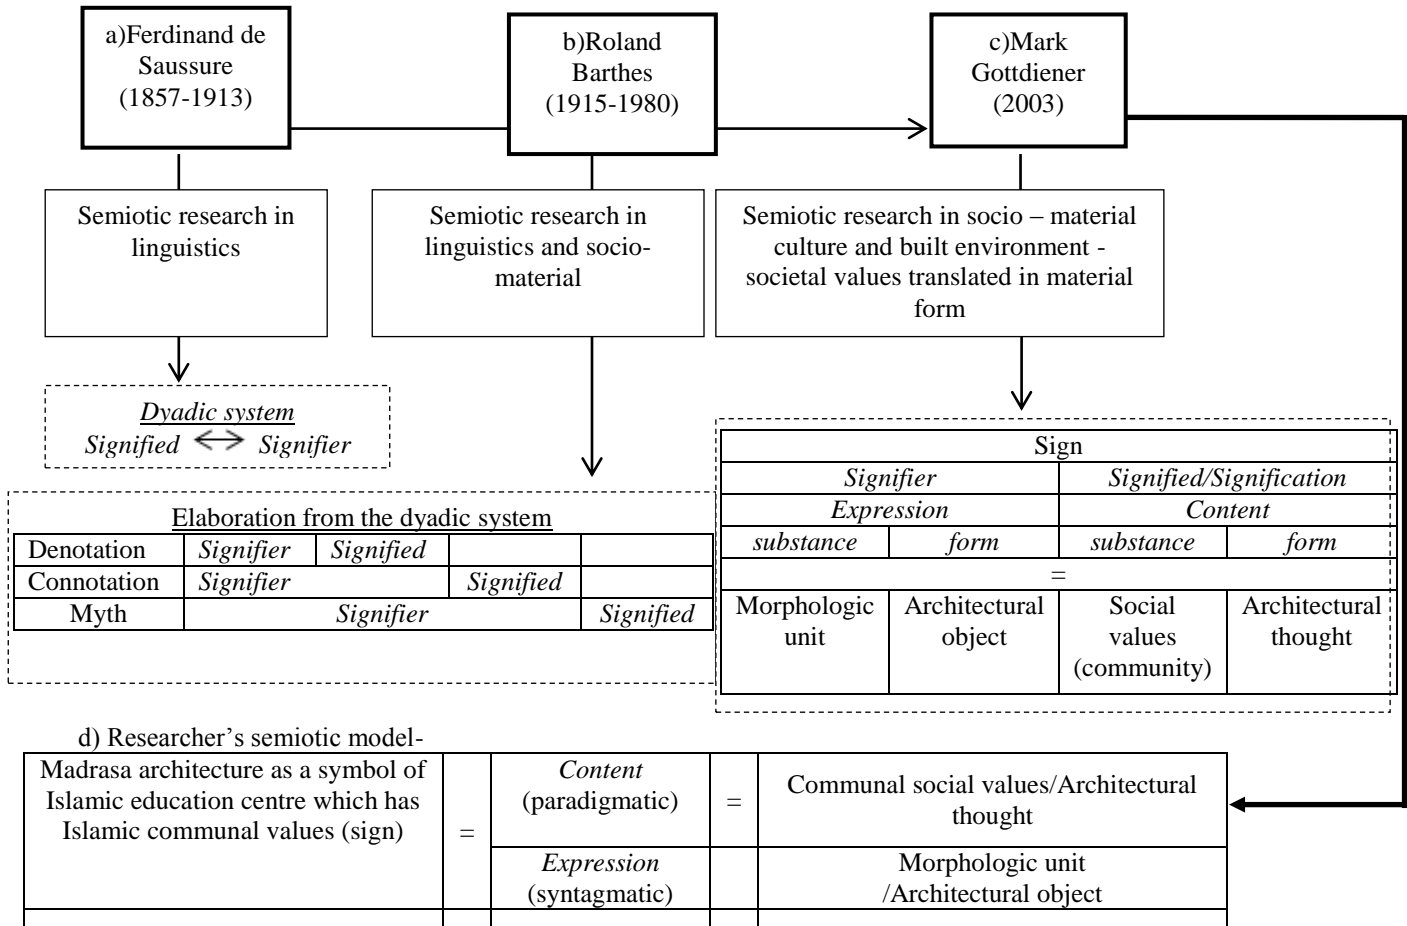 a)Ferdinand de
Saussure
(1857-1913)
b)Roland
Barthes
(1915-1980)
c)Mark
Gottdiener
(2003)
Semiotic research in
linguistics
Semiotic research in
linguistics and socio-
material
Semiotic research in socio – material
culture and built environment -
societal values translated in material
form
Dyadic system
Signified Signifier
Elaboration from the dyadic system
Denotation Signifier Signified
Connotation Signifier Signified
Myth Signifier Signified
Sign
Signifier Signified/Signification
Expression Content
substance form substance form
=
Morphologic Architectural Social Architectural
unit object values thought
(community)
d) Researcher's semiotic model-
Madrasa architecture as a symbol of
Islamic education centre which has
Islamic communal values (sign)
=
Content
(paradigmatic)
=
Communal social values/Architectural
thought
Expression
(syntagmatic)
Morphologic unit
/Architectural object